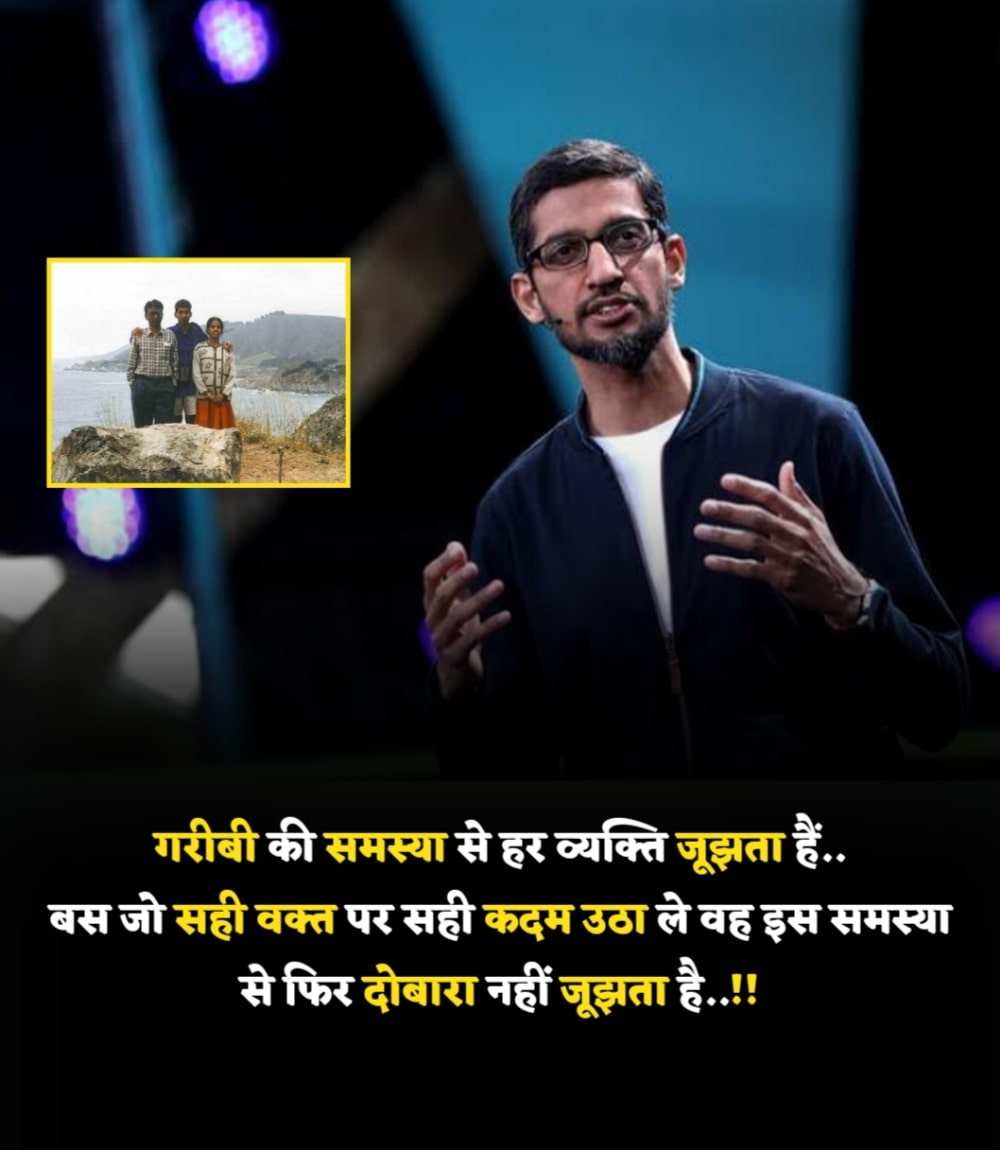 गरीबी की समस्या से हर व्यक्ति जूझता हैं..
बस जो सही वक्त पर सही कदम उठा ले वह इस समस्या
से फिर दोबारा नहीं जूझता है..!!